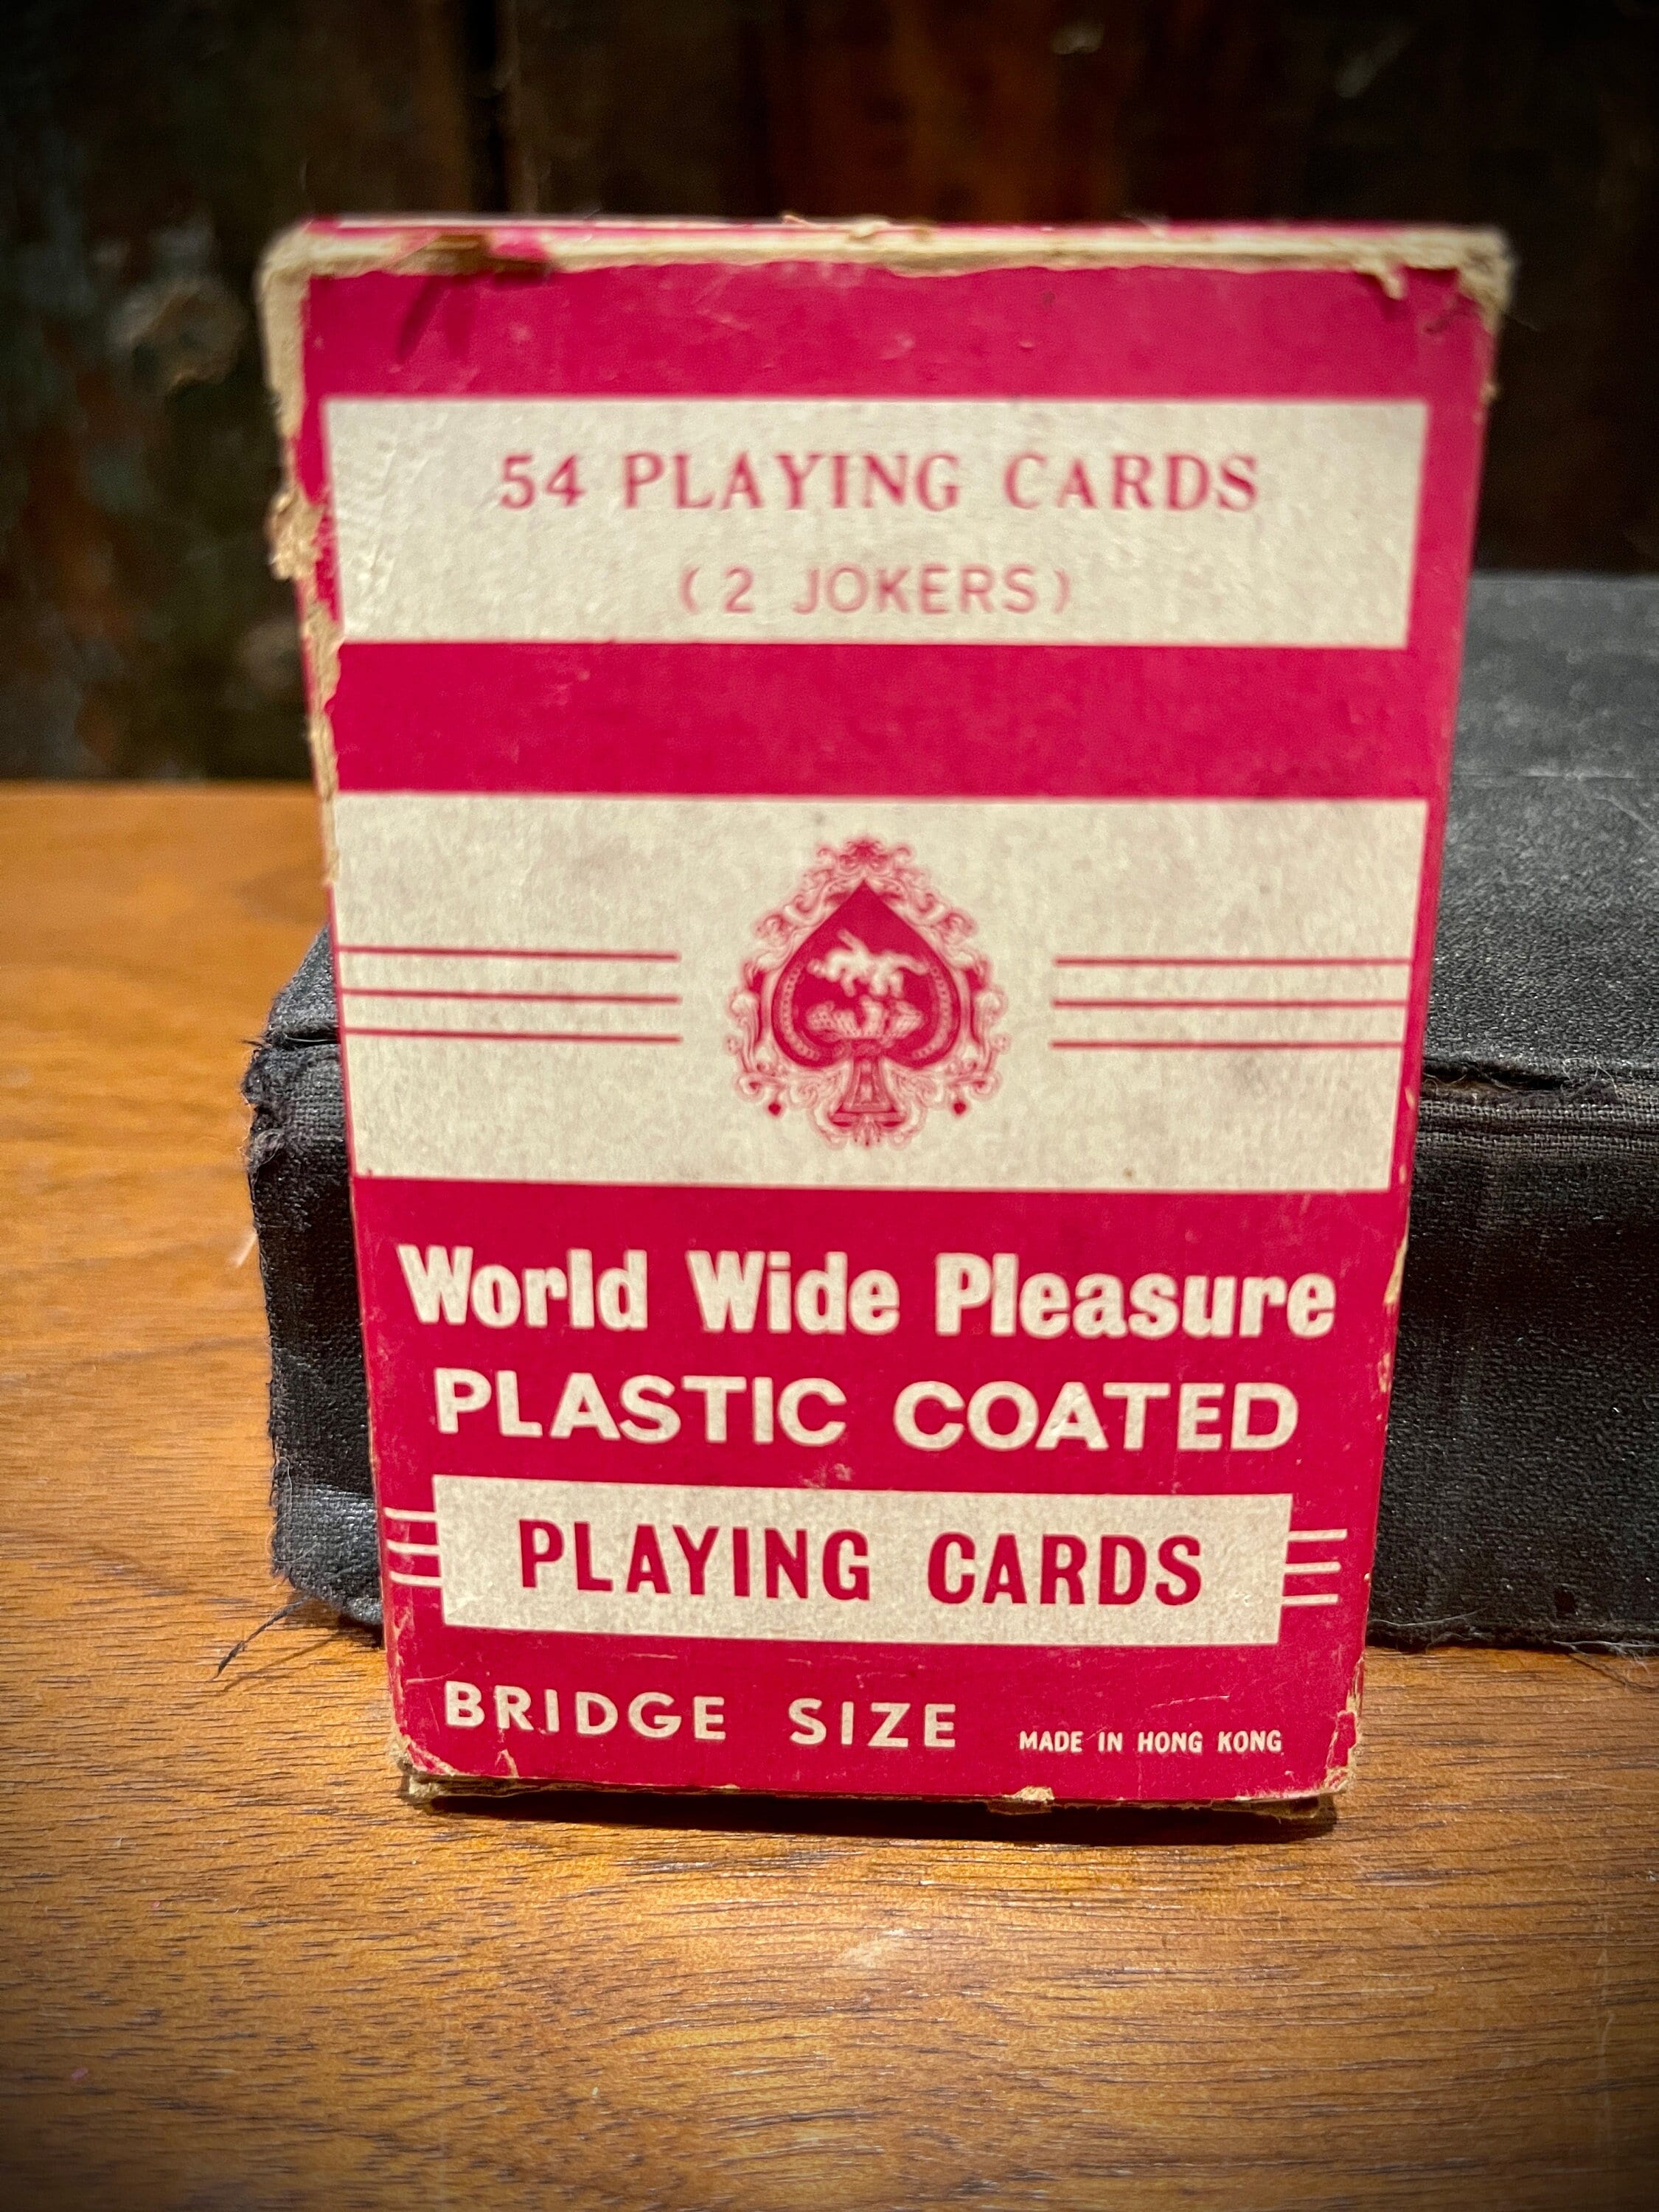 54 PLAYING CARDS
(2 JOKERS)
World Wide Pleasure
PLASTIC COATED
PLAYING CARDS
BRIDGE SIZE MADE IN HONG KONG